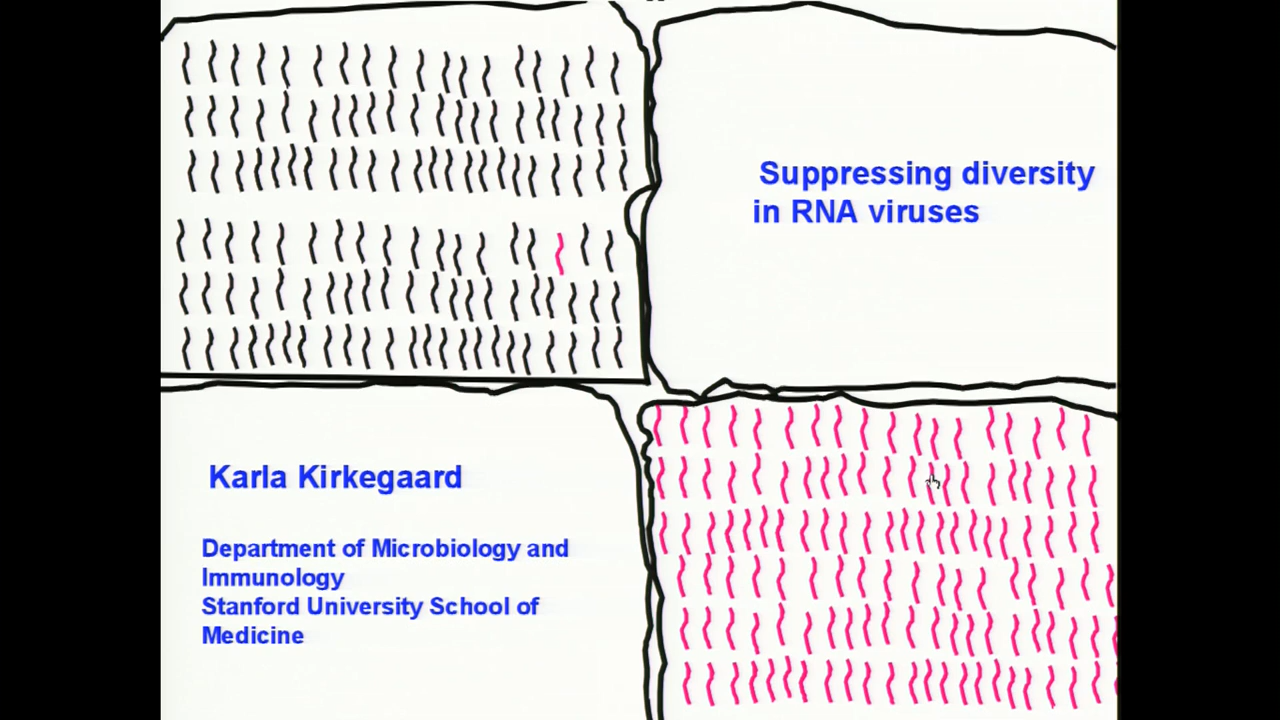 Suppressing diversity
in RNA viruses
Karla Kirkegaard
Department of Microbiology and
Immunology
Stanford University School of
Medicine